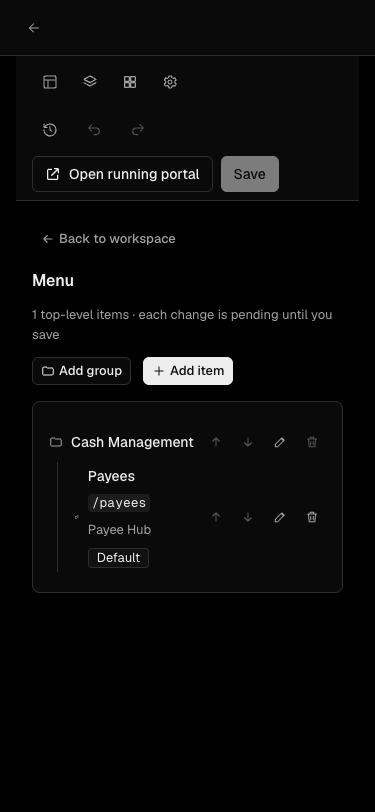 Open running portal
Save
Back to workspace
Menu
1 top-level items · each change is pending until you
save
Add group
Add item
Cash Management
Payees
/payees
Payee Hub
Default